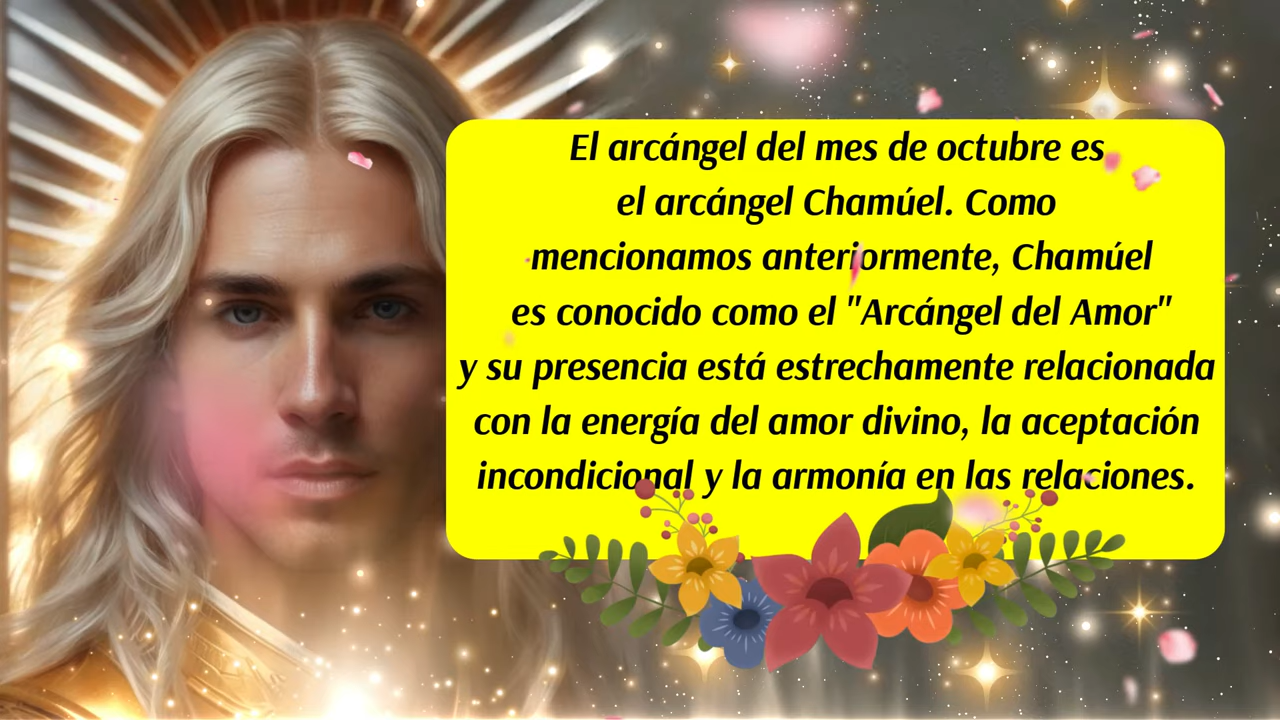 El arcángel del mes de octubre es
el arcángel Chamúel. Como
mencionamos anteriormente, Chamúel
es conocido como el "Arcángel del Amor"
y su presencia está estrechamente relacionada
con la energía del amor divino, la aceptación
incondicional y la armonía en las relaciones.